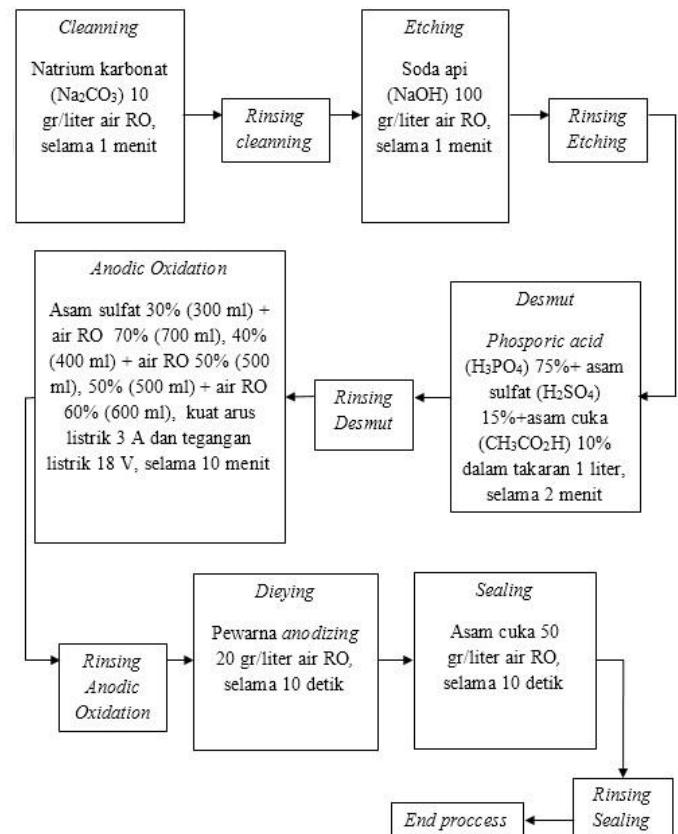 Cleanning
Natrium karbonat
(Na₂CO₃) 10
gr/liter air RO,
selama 1 menit
Rinsing
cleanning
Etching
Soda api
(NaOH) 100
gr/liter air RO,
selama 1 menit
Rinsing
Etching
Desmut
Phosporic acid
(H₃PO₄) 75%+ asam
sulfat (H₂SO₄)
15%+asam cuka
(CH₃CO₂H) 10%
dalam takaran 1 liter,
selama 2 menit
Rinsing
Desmut
Anodic Oxidation
Asam sulfat 30% (300 ml) +
air RO 70% (700 ml), 40%
(400 ml) + air RO 50% (500
ml), 50% (500 ml) + air RO
60% (600 ml), kuat arus
listrik 3 A dan tegangan
listrik 18 V, selama 10 menit
Rinsing
Anodic
Oxidation
Dieying
Pewarna anodizing
20 gr/liter air RO,
selama 10 detik
Sealing
Asam cuka 50
gr/liter air RO,
selama 10 detik
Rinsing
Sealing
End proccess